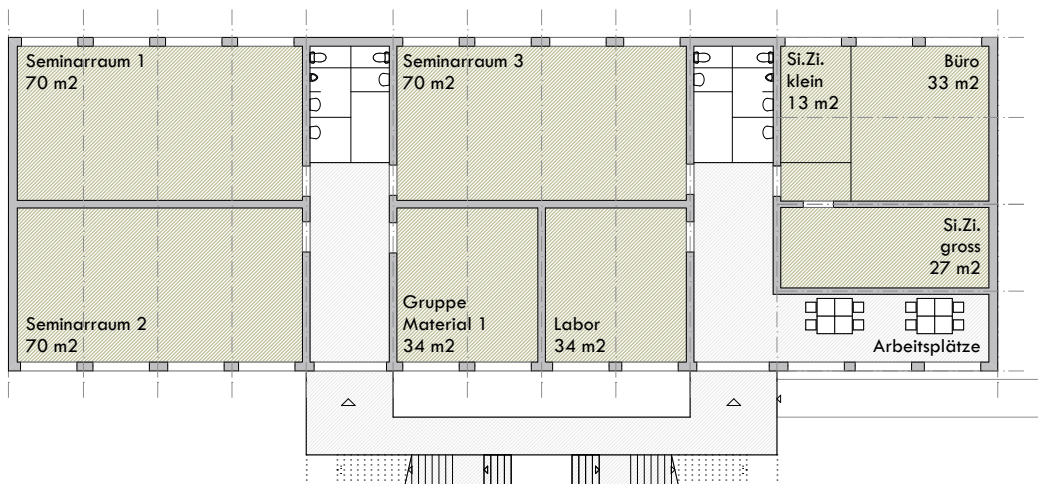 Seminarraum 1
70 m2
Seminarraum 3
70 m2
Si.Zi.
klein
13 m2
Büro
33 m2
Si.Zi.
gross
27 m2
Seminarraum 2
70 m2
Gruppe
Material 1
34 m2
Labor
34 m2
Arbeitsplätze